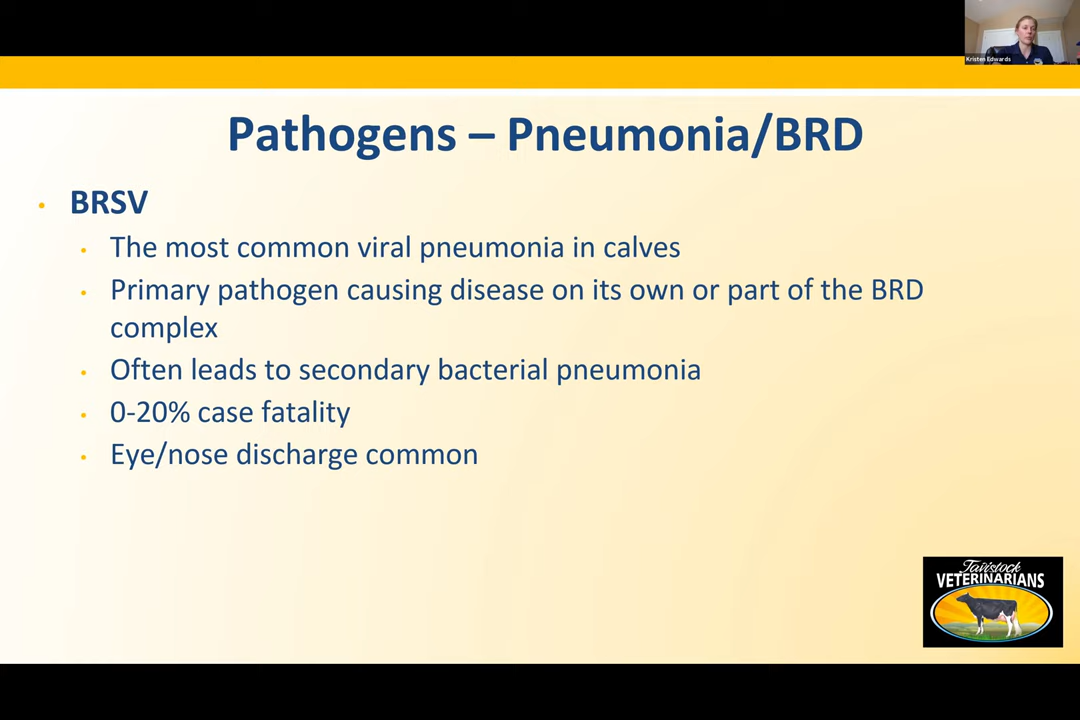 Kristen Edwards
Pathogens – Pneumonia/BRD
• BRSV
• The most common viral pneumonia in calves
• Primary pathogen causing disease on its own or part of the BRD
complex
• Often leads to secondary bacterial pneumonia
• 0-20% case fatality
• Eye/nose discharge common
Tavistock
VETERINARIANS